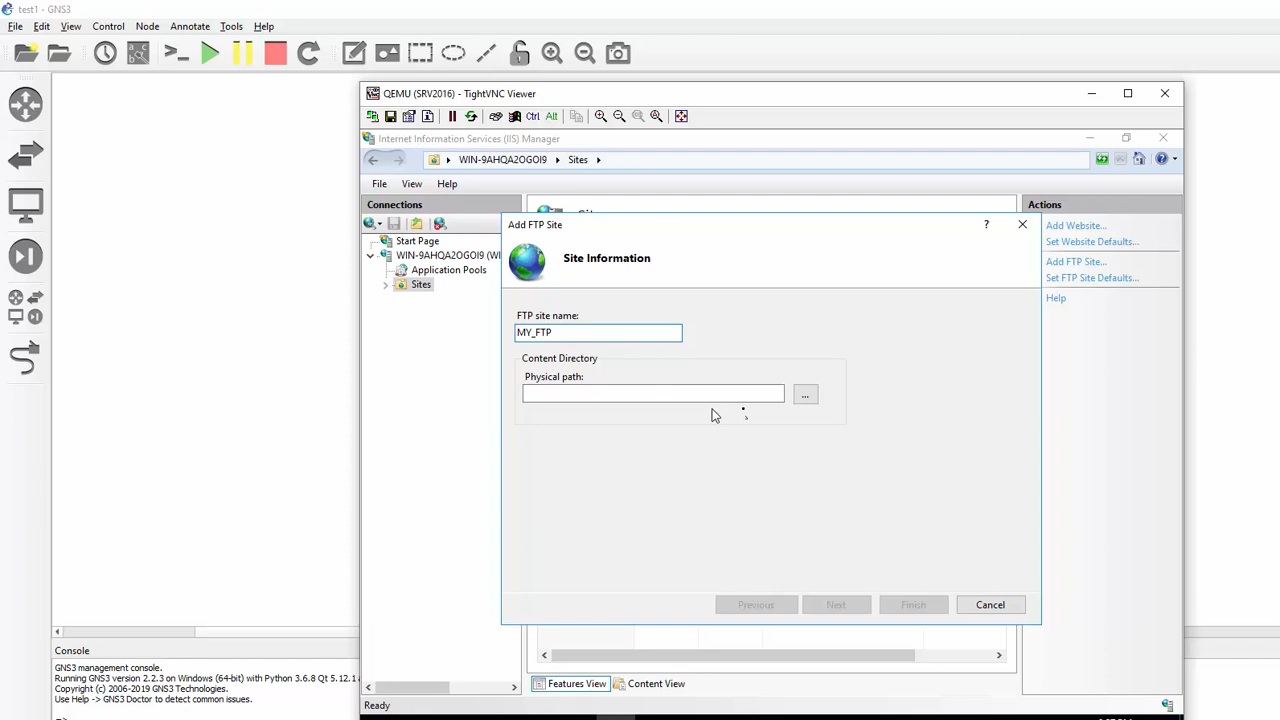 test1 - GNS3
File Edit View Control Node Annotate Tools Help
QEMU (SRV2016) - TightVNC Viewer
Ctrl Alt
Internet Information Services (IIS) Manager
WIN-9AHQA2OGOI9 Sites
File View Help
Connections
Start Page
WIN-9AHQA2OGOI9 (WI
Application Pools
Sites
Add FTP Site
?
Site Information
FTP site name:
MY_FTP
Content Directory
Physical path:
...
Previous Next Finish Cancel
Actions
Add Website...
Set Website Defaults...
Add FTP Site...
Set FTP Site Defaults...
Help
Features View Content View
Ready
Console
GNS3 management console.
Running GNS3 version 2.2.3 on Windows (64-bit) with Python 3.6.8 Qt 5.12.1
Copyright (c) 2006-2019 GNS3 Technologies.
Use Help -> GNS3 Doctor to detect common issues.
=>